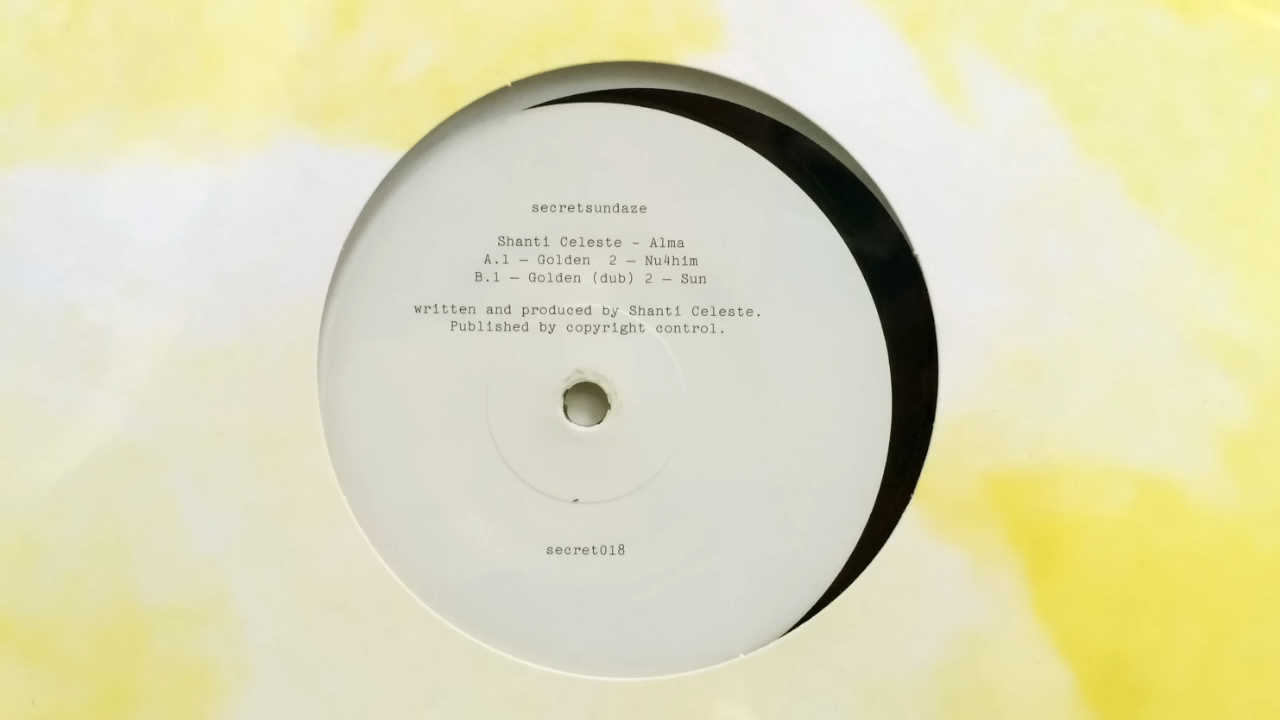 secretsundaze
Shanti Celeste - Alma
A.1 — Golden  2 — Nu4him
B.1 — Golden (dub) 2 — Sun
written and produced by Shanti Celeste.
Published by copyright control.
secret018